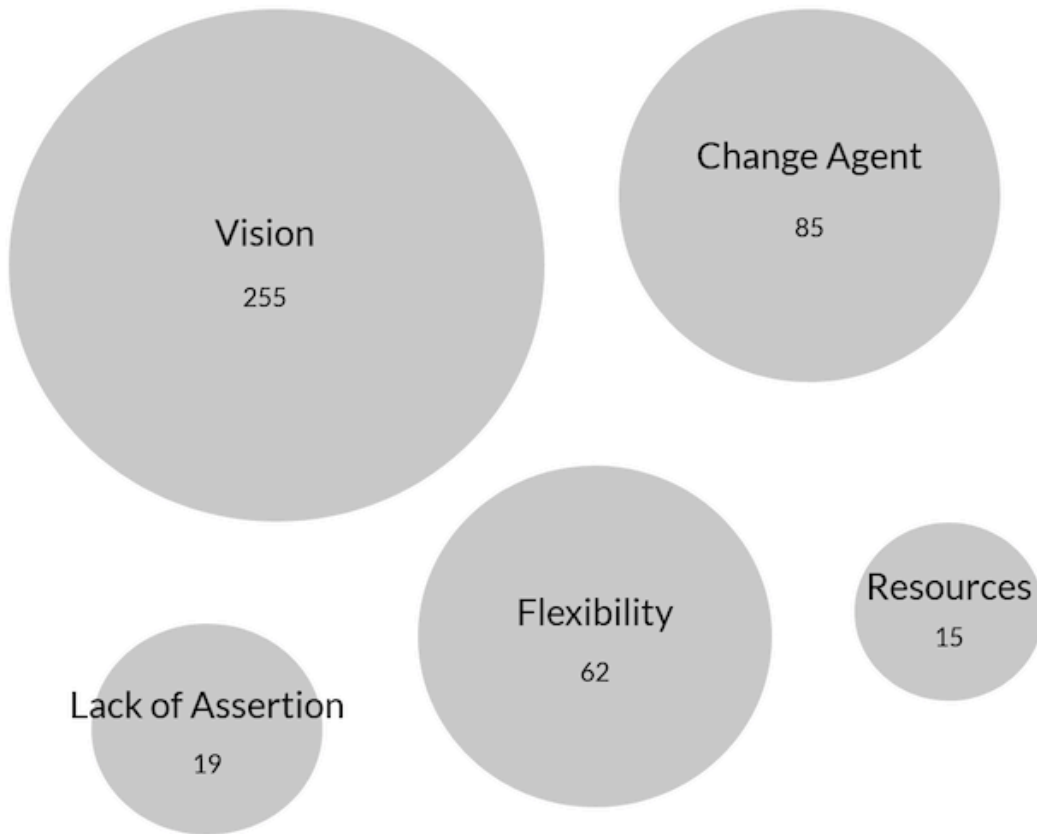 Vision
255
Change Agent
85
Flexibility
62
Resources
15
Lack of Assertion
19